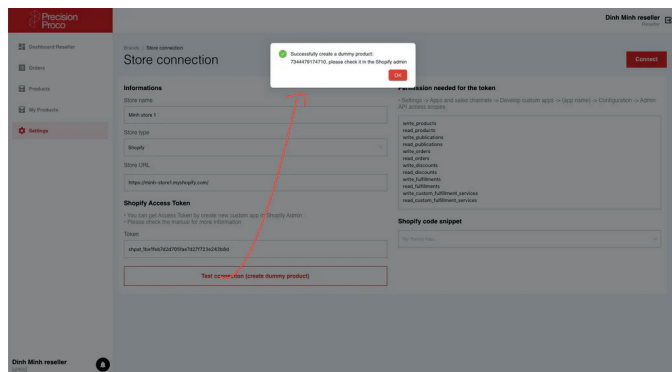 Precision
Proco
Dinh Minh reseller
Reseller
Dashboard Reseller
Orders
Products
My Products
Settings
Brands / Store connection
Store connection
Successfully create a dummy product:
7344479174710, please check it in the Shopify admin
OK
Connect
Informations
Store name
Minh store 1
Store type
Shopify
Store URL
https://minh-store1.myshopify.com/
Shopify Access Token
- You can get Access Token by create new custom app in Shopify Admin
- Please check the manual for more information
Token
Test connection (create dummy product)
Permission needed for the token
- Settings -> Apps and sales channels -> Develop custom apps -> (app name) -> Configuration -> Admin
API access scopes
write_products
read_products
write_publications
read_publications
write_orders
read_orders
write_discounts
read_discounts
write_fulfillments
read_fulfillments
write_custom_fulfillment_services
read_custom_fulfillment_services
Shopify code snippet
Dinh Minh reseller